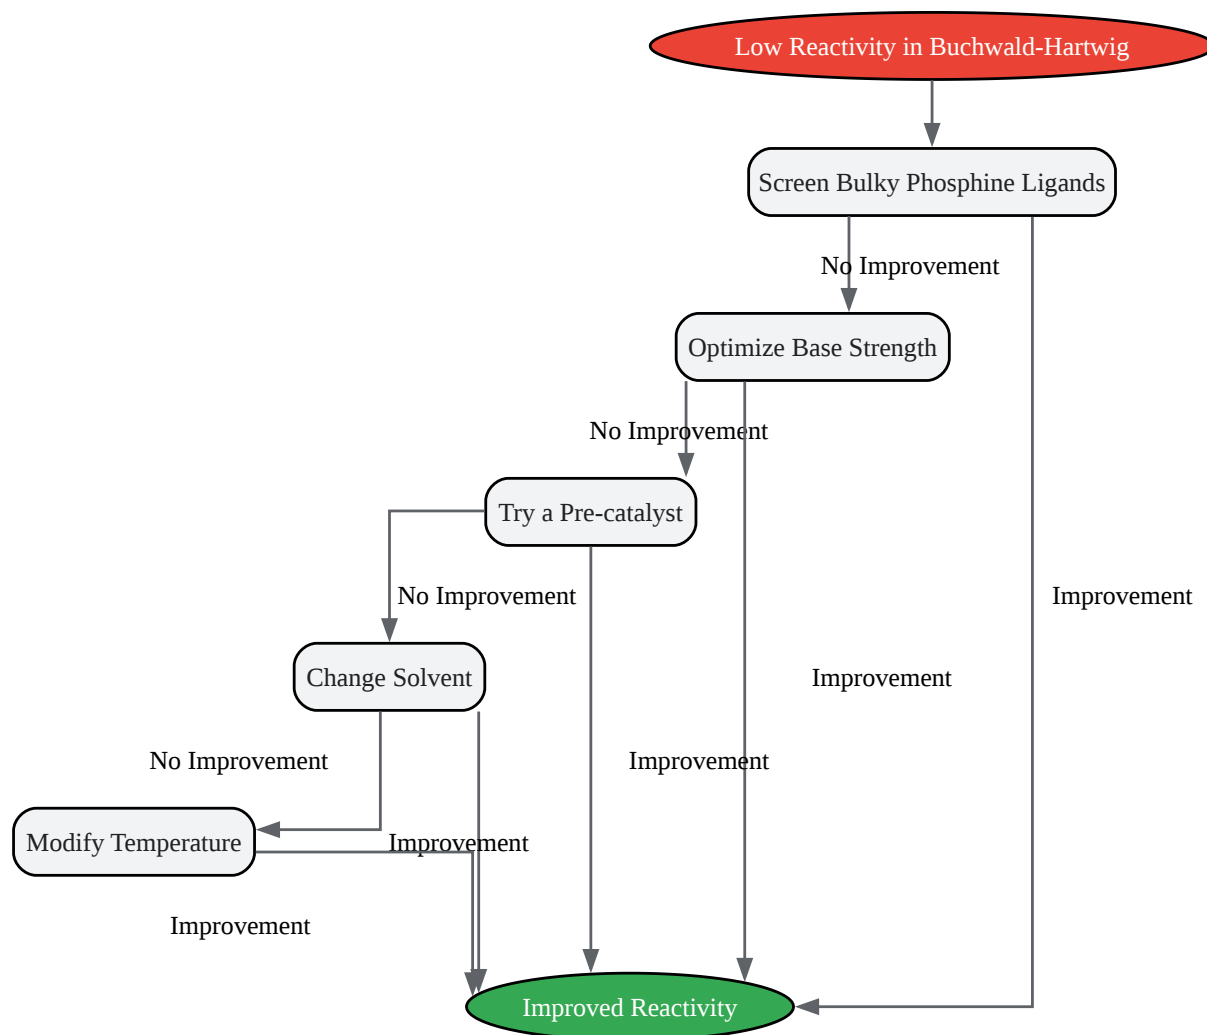 Low Reactivity in Buchwald-Hartwig
Screen Bulky Phosphine Ligands
No Improvement
Optimize Base Strength
No Improvement
Try a Pre-catalyst
No Improvement
Improvement
Change Solvent
Improvement
No Improvement
Improvement
Modify Temperature
Improvement
Improvement
Improved Reactivity